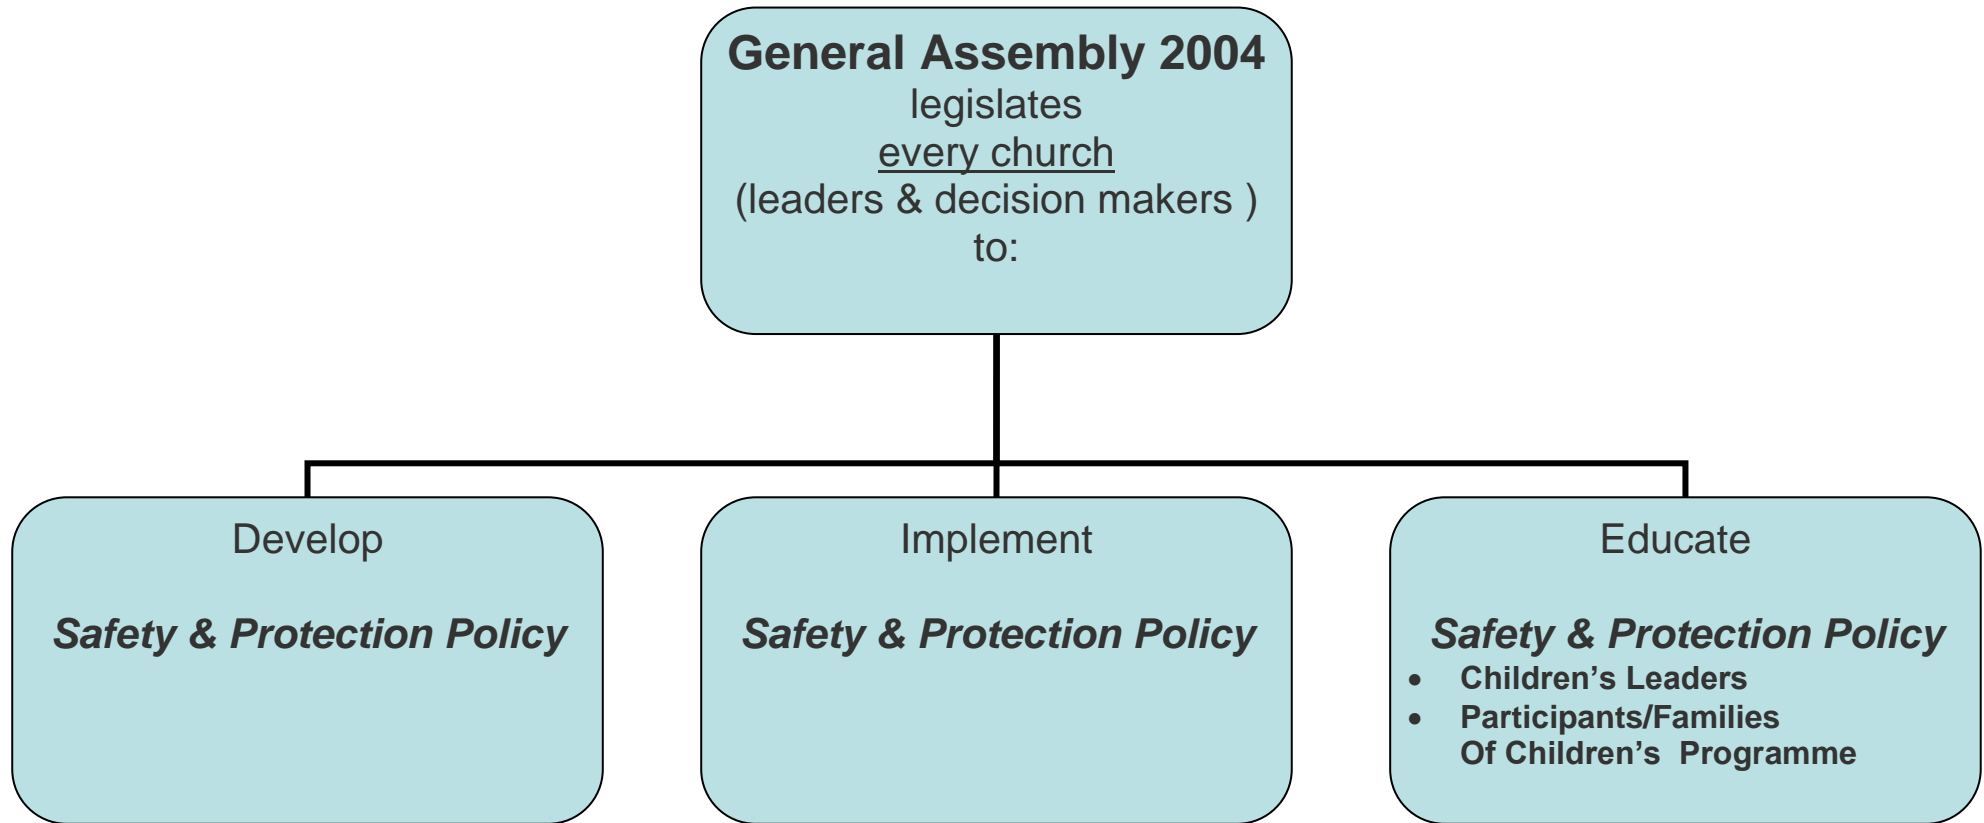 General Assembly 2004
legislates
every church
(leaders & decision makers )
to:
Develop
Safety & Protection Policy
Implement
Safety & Protection Policy
Educate
Safety & Protection Policy
• Children’s Leaders
• Participants/Families
Of Children’s  Programme